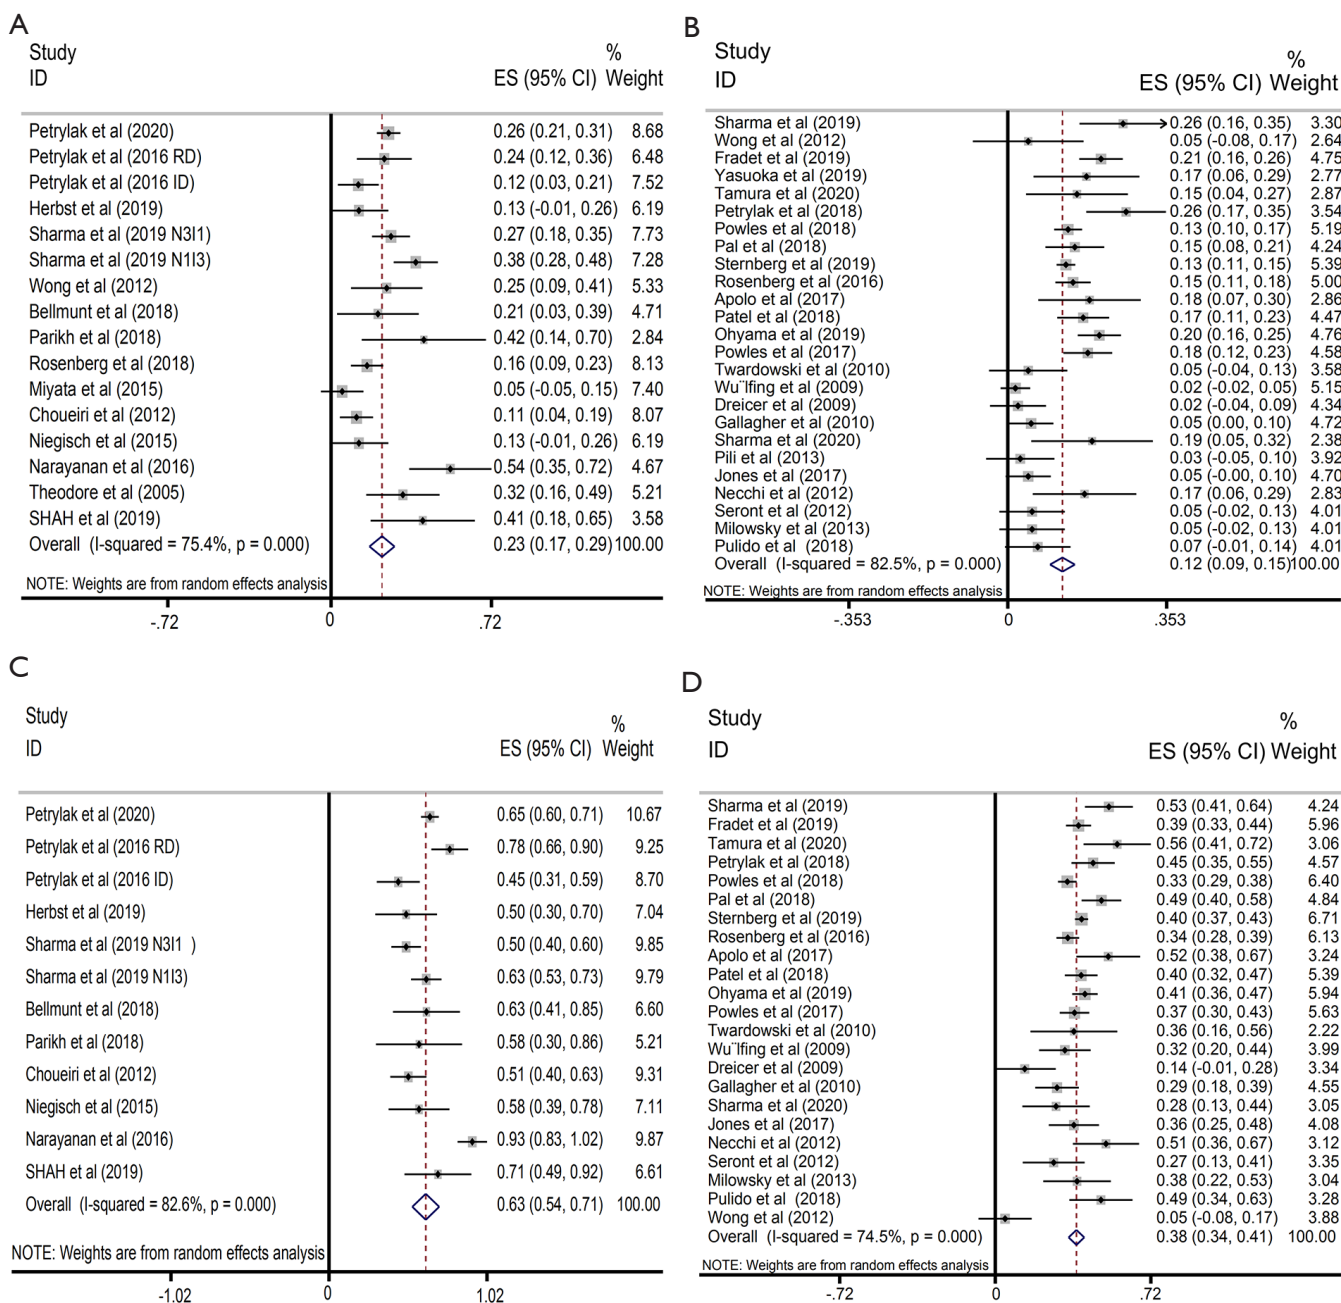 A
Study
%
ID ES (95% CI) Weight
Petrylak et al (2020) 0.26 (0.21, 0.31) 8.68
Petrylak et al (2016 RD) 0.24 (0.12, 0.36) 6.48
Petrylak et al (2016 ID) 0.12 (0.03, 0.21) 7.52
Herbst et al (2019) 0.13 (-0.01, 0.26) 6.19
Sharma et al (2019 N3I1) 0.27 (0.18, 0.35) 7.73
Sharma et al (2019 N1I3) 0.38 (0.28, 0.48) 7.28
Wong et al (2012) 0.25 (0.09, 0.41) 5.33
Bellmunt et al (2018) 0.21 (0.03, 0.39) 4.71
Parikh et al (2018) 0.42 (0.14, 0.70) 2.84
Rosenberg et al (2018) 0.16 (0.09, 0.23) 8.13
Miyata et al (2015) 0.05 (-0.05, 0.15) 7.40
Choueiri et al (2012) 0.11 (0.04, 0.19) 8.07
Niegisch et al (2015) 0.13 (-0.01, 0.26) 6.19
Narayanan et al (2016) 0.54 (0.35, 0.72) 4.67
Theodore et al (2005) 0.32 (0.16, 0.49) 5.21
SHAH et al (2019) 0.41 (0.18, 0.65) 3.58
Overall (I-squared = 75.4%, p = 0.000) 0.23 (0.17, 0.29) 100.00
NOTE: Weights are from random effects analysis
-.72 0 .72
B
Study
%
ID ES (95% CI) Weight
Sharma et al (2019) 0.26 (0.16, 0.35) 3.30
Wong et al (2012) 0.05 (-0.08, 0.17) 2.64
Fradet et al (2019) 0.21 (0.16, 0.26) 4.75
Yasuoka et al (2019) 0.17 (0.06, 0.29) 2.77
Tamura et al (2020) 0.15 (0.04, 0.27) 2.87
Petrylak et al (2018) 0.26 (0.17, 0.35) 3.54
Powles et al (2018) 0.13 (0.10, 0.17) 5.19
Pal et al (2018) 0.15 (0.08, 0.21) 4.24
Sternberg et al (2019) 0.13 (0.11, 0.15) 5.39
Rosenberg et al (2016) 0.15 (0.11, 0.18) 5.00
Apolo et al (2017) 0.18 (0.07, 0.30) 2.86
Patel et al (2018) 0.17 (0.11, 0.23) 4.47
Ohyama et al (2019) 0.20 (0.16, 0.25) 4.76
Powles et al (2017) 0.18 (0.12, 0.23) 4.58
Twardowski et al (2010) 0.05 (-0.04, 0.13) 3.58
Wu¨lfing et al (2009) 0.02 (-0.02, 0.05) 5.15
Dreicer et al (2009) 0.02 (-0.04, 0.09) 4.34
Gallagher et al (2010) 0.05 (0.00, 0.10) 4.72
Sharma et al (2020) 0.19 (0.05, 0.32) 2.38
Pili et al (2013) 0.03 (-0.05, 0.10) 3.92
Jones et al (2017) 0.05 (-0.00, 0.10) 4.70
Necchi et al (2012) 0.17 (0.06, 0.29) 2.83
Seront et al (2012) 0.05 (-0.02, 0.13) 4.01
Milowsky et al (2013) 0.05 (-0.02, 0.13) 4.01
Pulido et al (2018) 0.07 (-0.01, 0.14) 4.01
Overall (I-squared = 82.5%, p = 0.000) 0.12 (0.09, 0.15) 100.00
NOTE: Weights are from random effects analysis
-.353 0 .353
C
Study
%
ID ES (95% CI) Weight
Petrylak et al (2020) 0.65 (0.60, 0.71) 10.67
Petrylak et al (2016 RD) 0.78 (0.66, 0.90) 9.25
Petrylak et al (2016 ID) 0.45 (0.31, 0.59) 8.70
Herbst et al (2019) 0.50 (0.30, 0.70) 7.04
Sharma et al (2019 N3I1 ) 0.50 (0.40, 0.60) 9.85
Sharma et al (2019 N1I3) 0.63 (0.53, 0.73) 9.79
Bellmunt et al (2018) 0.63 (0.41, 0.85) 6.60
Parikh et al (2018) 0.58 (0.30, 0.86) 5.21
Choueiri et al (2012) 0.51 (0.40, 0.63) 9.31
Niegisch et al (2015) 0.58 (0.39, 0.78) 7.11
Narayanan et al (2016) 0.93 (0.83, 1.02) 9.87
SHAH et al (2019) 0.71 (0.49, 0.92) 6.61
Overall (I-squared = 82.6%, p = 0.000) 0.63 (0.54, 0.71) 100.00
NOTE: Weights are from random effects analysis
-1.02 0 1.02
D
Study
%
ID ES (95% CI) Weight
Sharma et al (2019) 0.53 (0.41, 0.64) 4.24
Fradet et al (2019) 0.39 (0.33, 0.44) 5.96
Tamura et al (2020) 0.56 (0.41, 0.72) 3.06
Petrylak et al (2018) 0.45 (0.35, 0.55) 4.57
Powles et al (2018) 0.33 (0.29, 0.38) 6.40
Pal et al (2018) 0.49 (0.40, 0.58) 4.84
Sternberg et al (2019) 0.40 (0.37, 0.43) 6.71
Rosenberg et al (2016) 0.34 (0.28, 0.39) 6.13
Apolo et al (2017) 0.52 (0.38, 0.67) 3.24
Patel et al (2018) 0.40 (0.32, 0.47) 5.39
Ohyama et al (2019) 0.41 (0.36, 0.47) 5.94
Powles et al (2017) 0.37 (0.30, 0.43) 5.63
Twardowski et al (2010) 0.36 (0.16, 0.56) 2.22
Wu¨lfing et al (2009) 0.32 (0.20, 0.44) 3.99
Dreicer et al (2009) 0.14 (-0.01, 0.28) 3.34
Gallagher et al (2010) 0.29 (0.18, 0.39) 4.55
Sharma et al (2020) 0.28 (0.13, 0.44) 3.05
Jones et al (2017) 0.36 (0.25, 0.48) 4.08
Necchi et al (2012) 0.51 (0.36, 0.67) 3.12
Seront et al (2012) 0.27 (0.13, 0.41) 3.35
Milowsky et al (2013) 0.38 (0.22, 0.53) 3.04
Pulido et al (2018) 0.49 (0.34, 0.63) 3.28
Wong et al (2012) 0.05 (-0.08, 0.17) 3.88
Overall (I-squared = 74.5%, p = 0.000) 0.38 (0.34, 0.41) 100.00
NOTE: Weights are from random effects analysis
-.72 0 .72